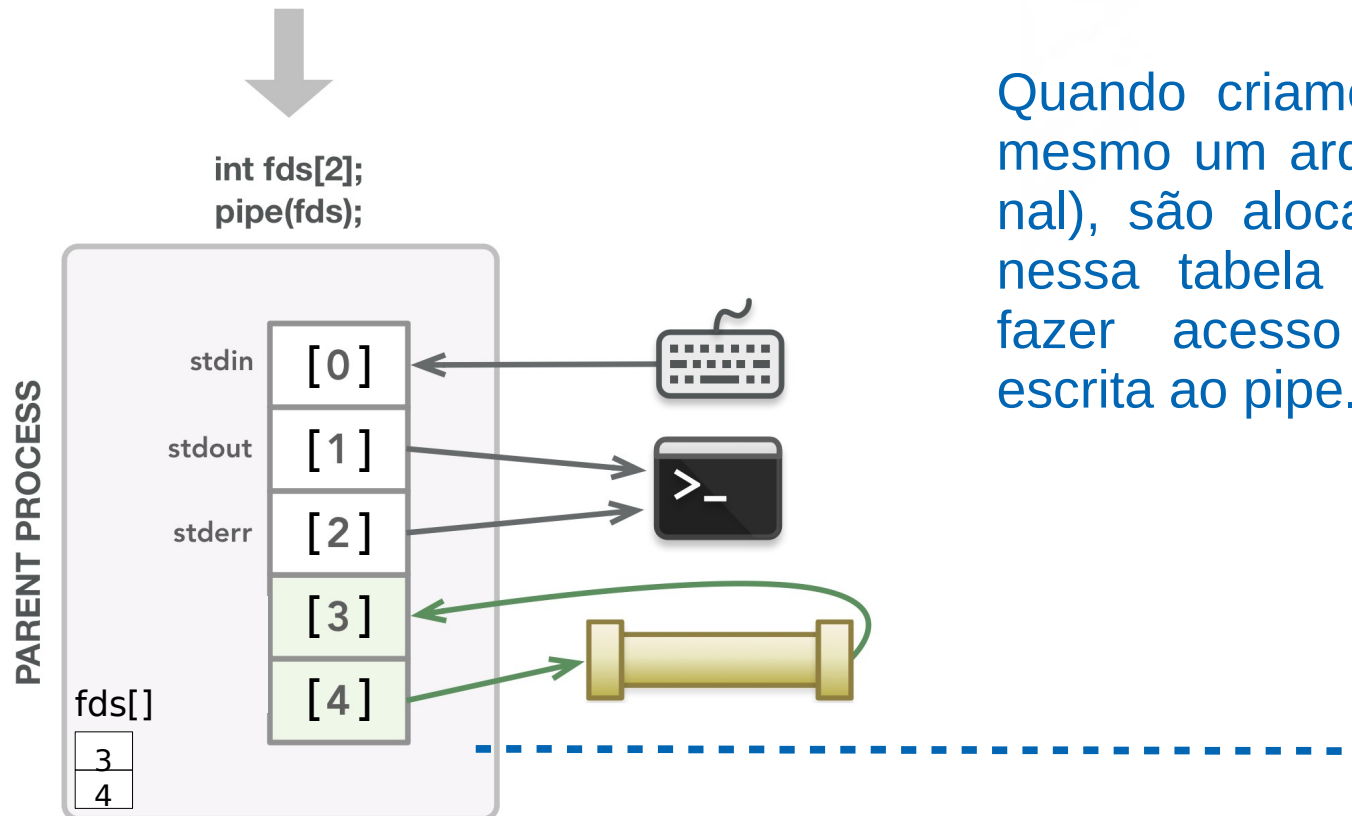 int fds[2];
pipe(fds);
PARENT PROCESS
stdin [0]
stdout [1]
stderr [2]
[3]
[4]
>_
fds[]
3
4
Quando
mesmo um
nal), são
nessa tabela
fazer acesso
escrita ao pipe.